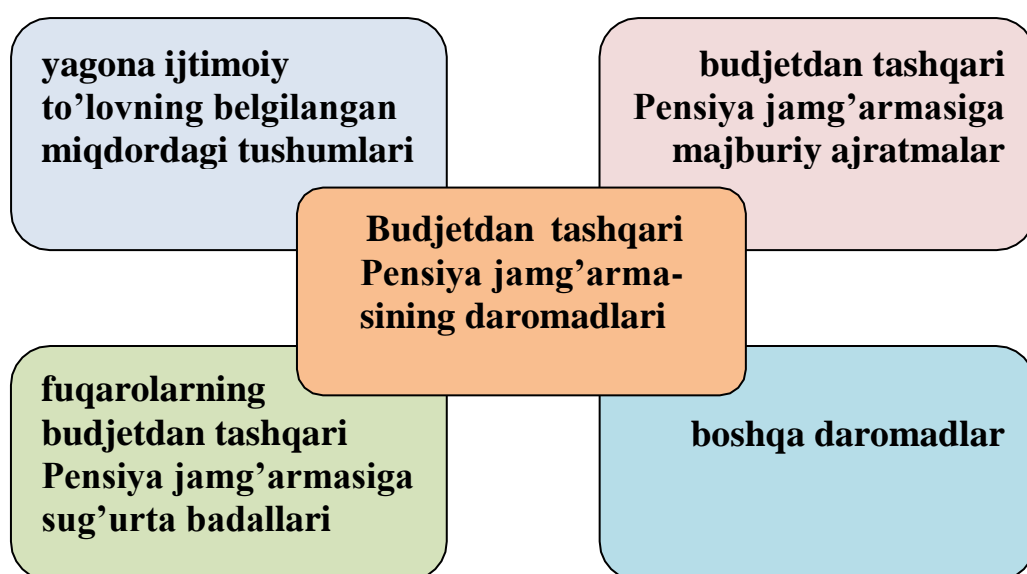 yagona ijtimoiy
to’lovning belgilangan
miqdordagi tushumlari
budjetdan tashqari
Pensiya jamg’armasiga
majburiy ajratmalar
Budjetdan tashqari
Pensiya jamg’arma-
sining daromadlari
fuqarolarning
budjetdan tashqari
Pensiya jamg’armasiga
sug’urta badallari
boshqa daromadlar